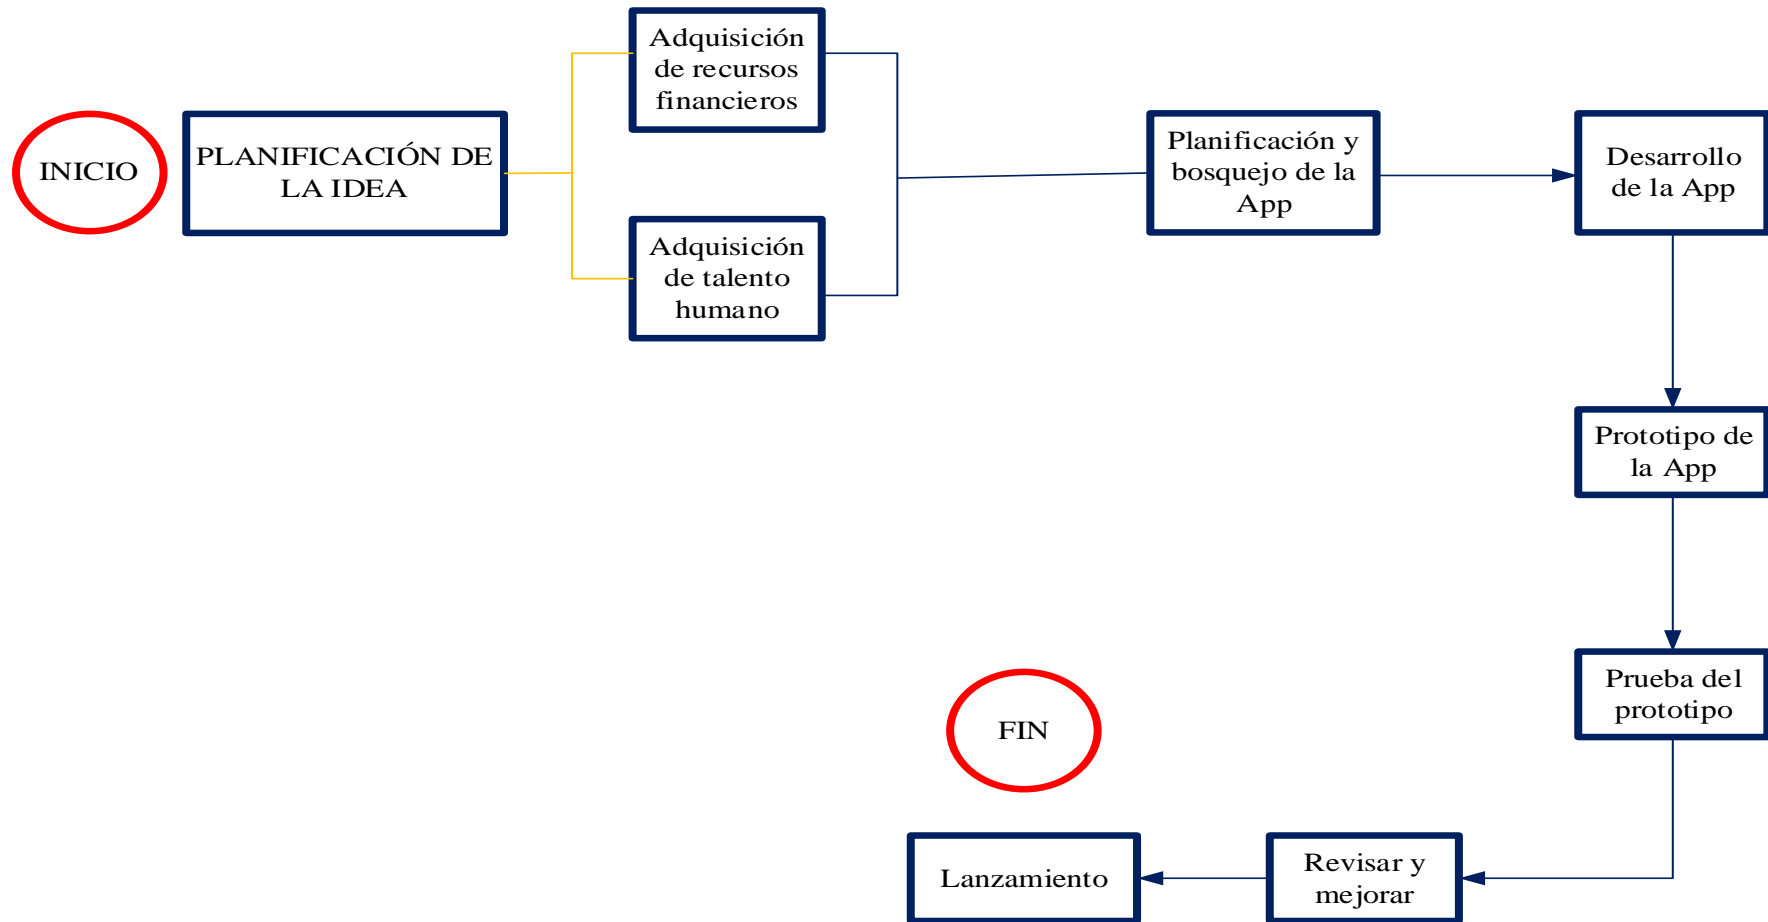 INICIO
PLANIFICACIÓN DE
LA IDEA
Adquisición
de recursos
financieros
Adquisición
de talento
humano
Planificación y
bosquejo de la
App
Desarrollo
de la App
Prototipo de
la App
Prueba del
prototipo
Revisar y
mejorar
Lanzamiento
FIN